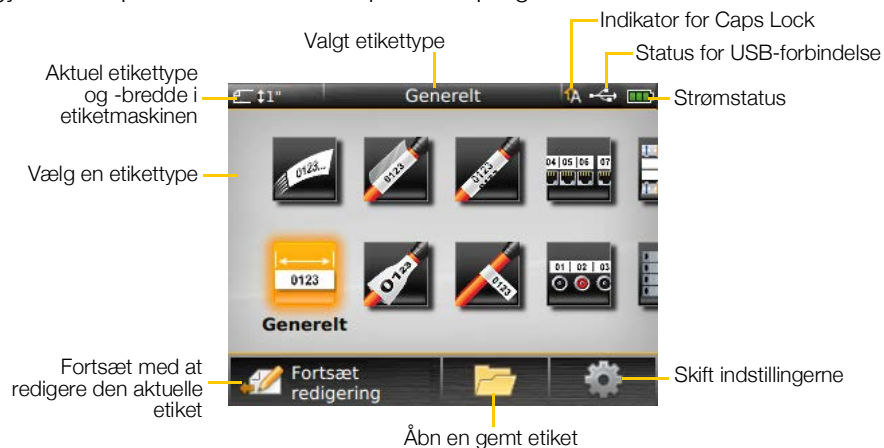 Indikator for Caps Lock
Valgt etikettype
Status for USB-forbindelse
Aktuel etikettype
og -bredde i
etiketmaskinen
1"
Generelt
A
Strømstatus
Vælg en etikettype
0123...
0123
0123
04 05 06 07
0123
0123
0123
01 02 03
Generelt
Fortsæt med at
redigere den aktuelle
etiket
Fortsæt
redigering
Skift indstillingerne
Åbn en gemt etiket